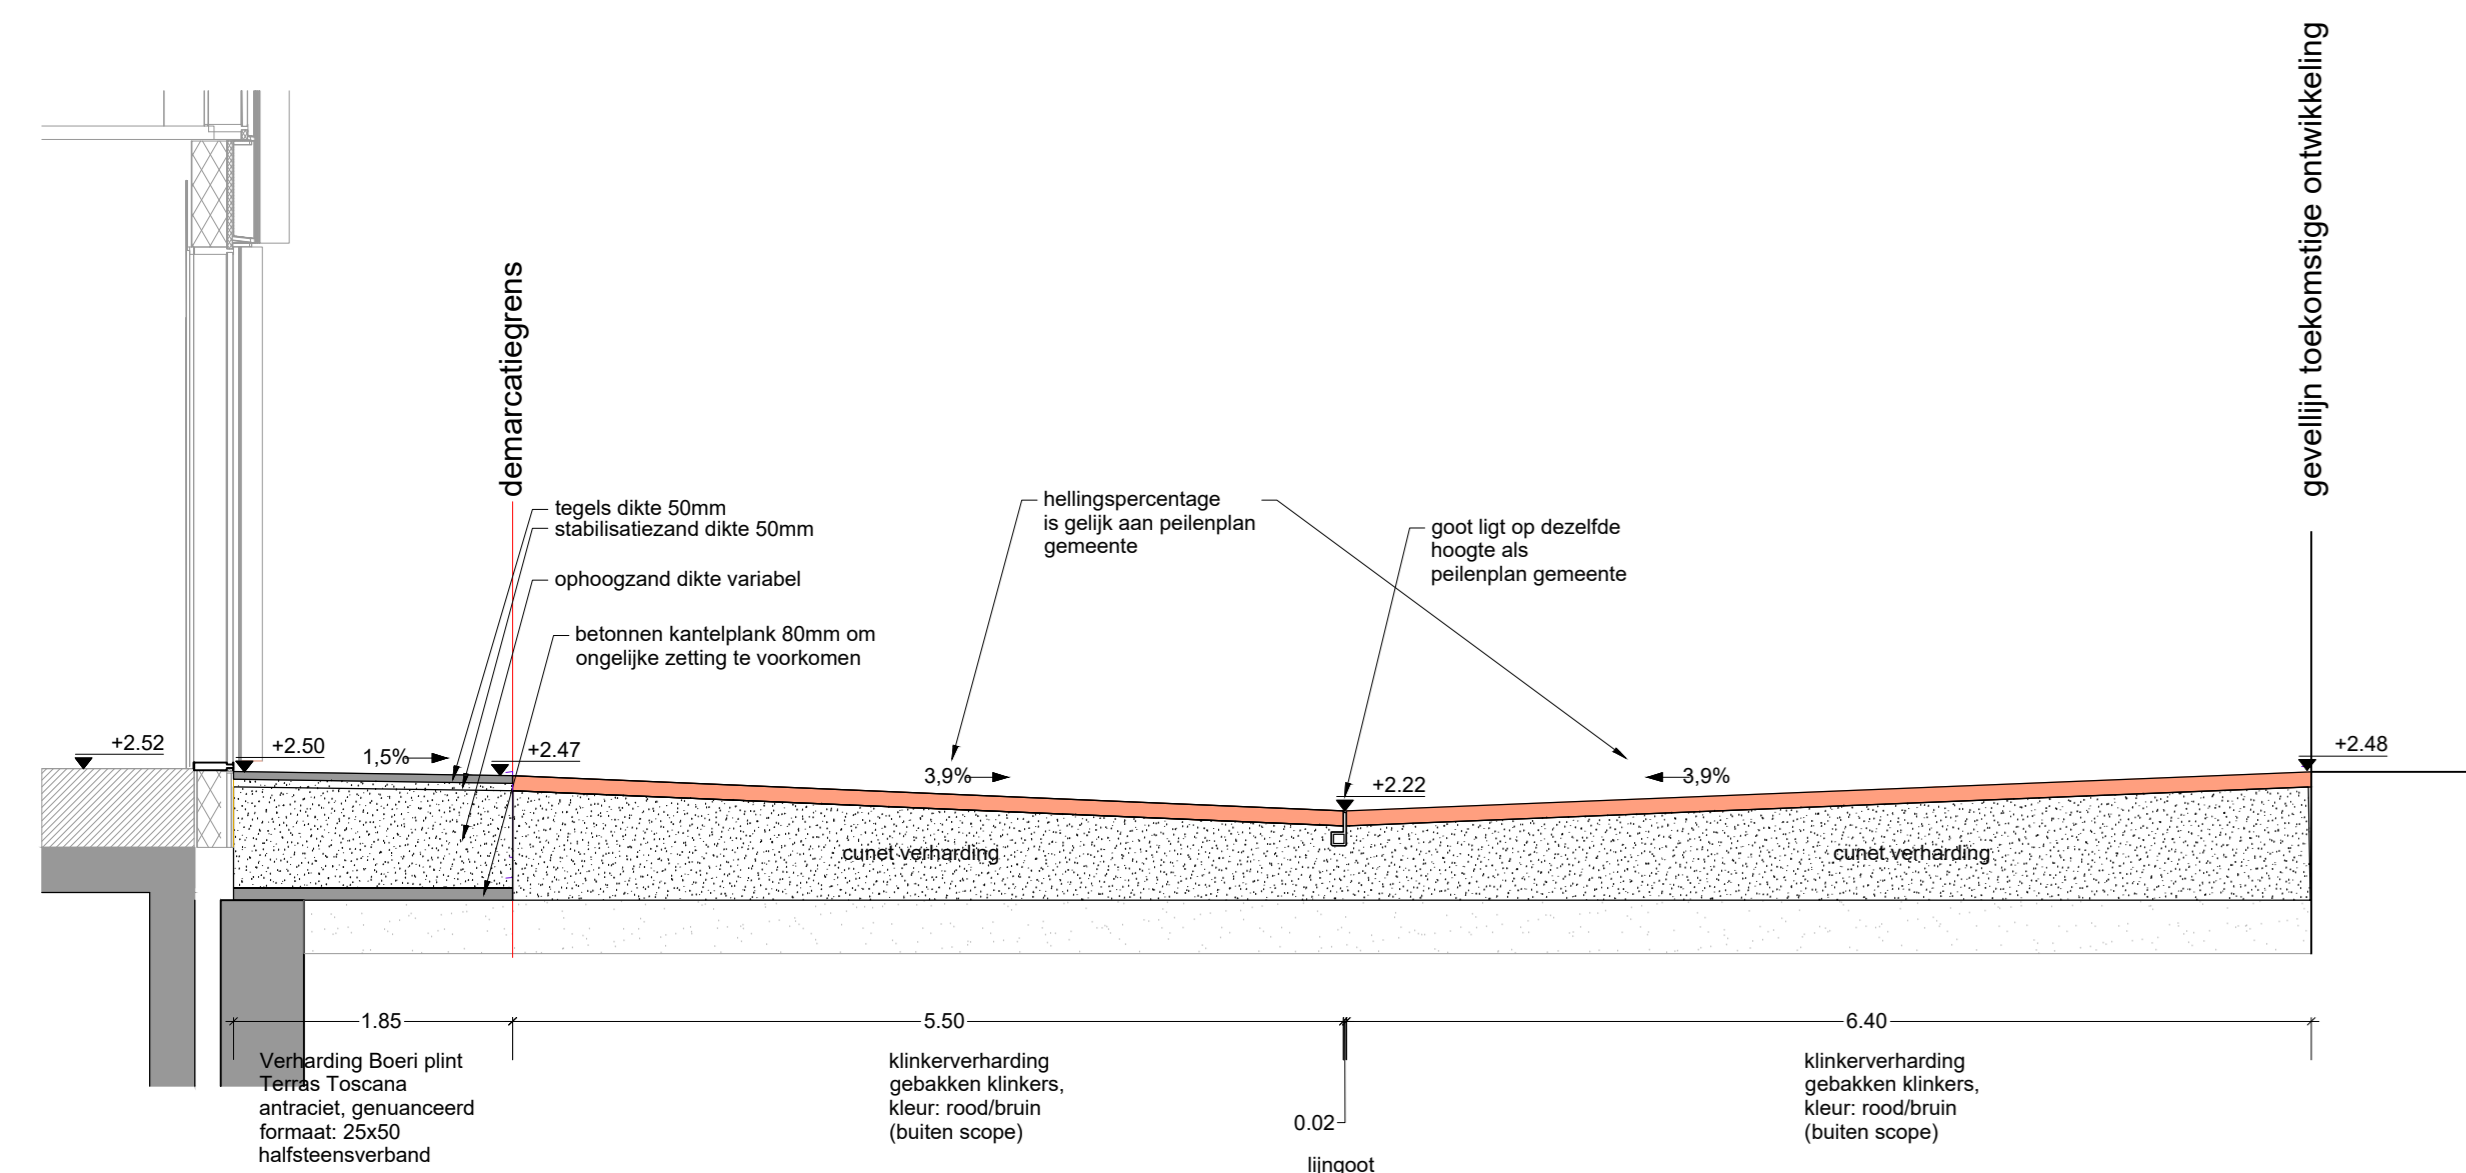 gevellijn toekomstige ontwikkeling
demarcatiegrens
tegels dikte 50mm
stabilisatiezand dikte 50mm
ophoogzand dikte variabel
betonnen kantelplank 80mm om
ongelijke zetting te voorkomen
hellingspercentage
is gelijk aan peilenplan
gemeente
goot ligt op dezelfde
hoogte als
peilenplan gemeente
+2.52
+2.50
1,5%
+2.47
3,9%
+2.22
3,9%
+2.48
cunet verharding
cunet verharding
1.85
5.50
6.40
Verharding Boeri plint
Terras Toscana
antraciet, genuanceerd
formaat: 25x50
halfsteensverband
klinkerverharding
gebakken klinkers,
kleur: rood/bruin
(buiten scope)
0.02
lijngoot
klinkerverharding
gebakken klinkers,
kleur: rood/bruin
(buiten scope)